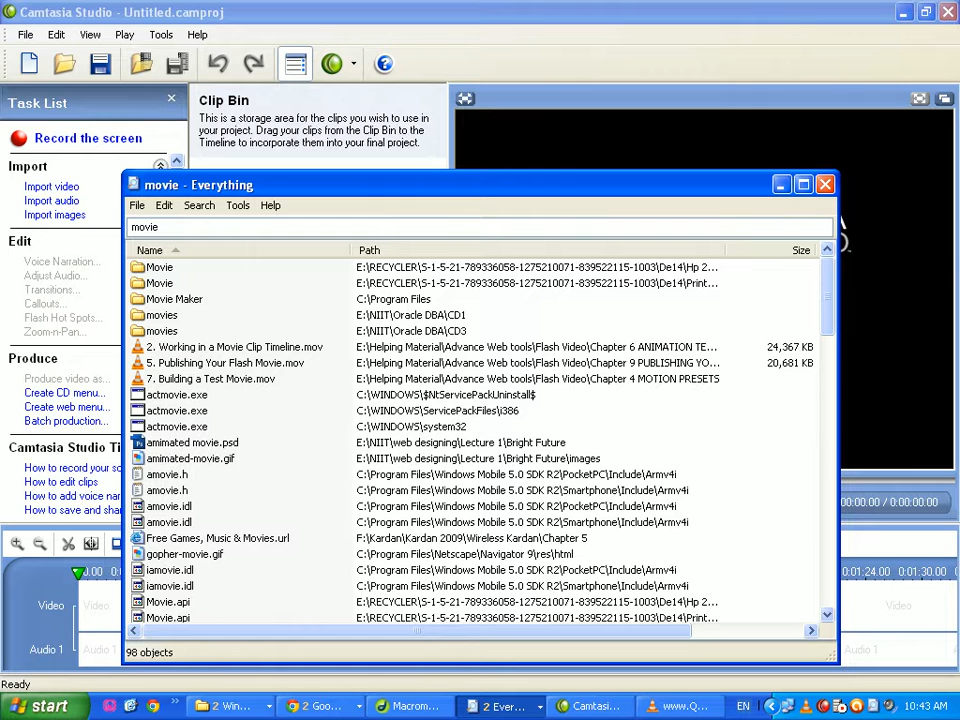 Camtasia Studio - Untitled.camproj
File Edit View Play Tools Help
Task List
Record the screen
Import
Import video
Import audio
Import images
Edit
Voice Narration...
Adjust Audio...
Transitions...
Callouts...
Flash Hot Spots...
Zoom-n-Pan...
Produce
Produce video as...
Create CD menu...
Create web menu...
Batch production...
Camtasia Studio Ti
How to record your s
How to edit clips
How to add voice nar
How to save and shar
Clip Bin
This is a storage area for the clips you wish to use in
your project. Drag your clips from the Clip Bin to the
Timeline to incorporate them into your final project.
movie - Everything
File Edit Search Tools Help
movie
Name Path Size
Movie E:\RECYCLER\S-1-5-21-789336058-1275210071-839522115-1003\De14\Hp 2...
Movie E:\RECYCLER\S-1-5-21-789336058-1275210071-839522115-1003\De14\Print...
Movie Maker C:\Program Files
movies E:\NIIT\Oracle DBA\CD1
movies E:\NIIT\Oracle DBA\CD3
2. Working in a Movie Clip Timeline.mov E:\Helping Material\Advance Web tools\Flash Video\Chapter 6 ANIMATION TE... 24,367 KB
5. Publishing Your Flash Movie.mov E:\Helping Material\Advance Web tools\Flash Video\Chapter 9 PUBLISHING YO... 20,681 KB
7. Building a Test Movie.mov E:\Helping Material\Advance Web tools\Flash Video\Chapter 4 MOTION PRESETS
actmovie.exe C:\WINDOWS\$NtServicePackUninstall$
actmovie.exe C:\WINDOWS\ServicePackFiles\i386
actmovie.exe C:\WINDOWS\system32
amimated movie.psd E:\NIIT\web designing\Lecture 1\Bright Future
amimated-movie.gif E:\NIIT\web designing\Lecture 1\Bright Future\images
amovie.h C:\Program Files\Windows Mobile 5.0 SDK R2\PocketPC\Include\Armv4i
amovie.h C:\Program Files\Windows Mobile 5.0 SDK R2\Smartphone\Include\Armv4i
amovie.idl C:\Program Files\Windows Mobile 5.0 SDK R2\PocketPC\Include\Armv4i
amovie.idl C:\Program Files\Windows Mobile 5.0 SDK R2\Smartphone\Include\Armv4i
Free Games, Music & Movies.url F:\Kardan\Kardan 2009\Wireless Kardan\Chapter 5
gopher-movie.gif C:\Program Files\Netscape\Navigator 9\res\html
iamovie.idl C:\Program Files\Windows Mobile 5.0 SDK R2\PocketPC\Include\Armv4i
iamovie.idl C:\Program Files\Windows Mobile 5.0 SDK R2\Smartphone\Include\Armv4i
Movie.api E:\RECYCLER\S-1-5-21-789336058-1275210071-839522115-1003\De14\Hp 2...
Movie.api E:\RECYCLER\S-1-5-21-789336058-1275210071-839522115-1003\De14\Print...
98 objects
0:00:00.00 / 0:00:00.00
0:01:24.00 0:01:30.00
Video Video Video
Audio 1 Audio 1 Audio 1
Ready
start 2 Win... 2 Goo... Macrom... 2 Ever... Camtasi... www.Q... EN 10:43 AM